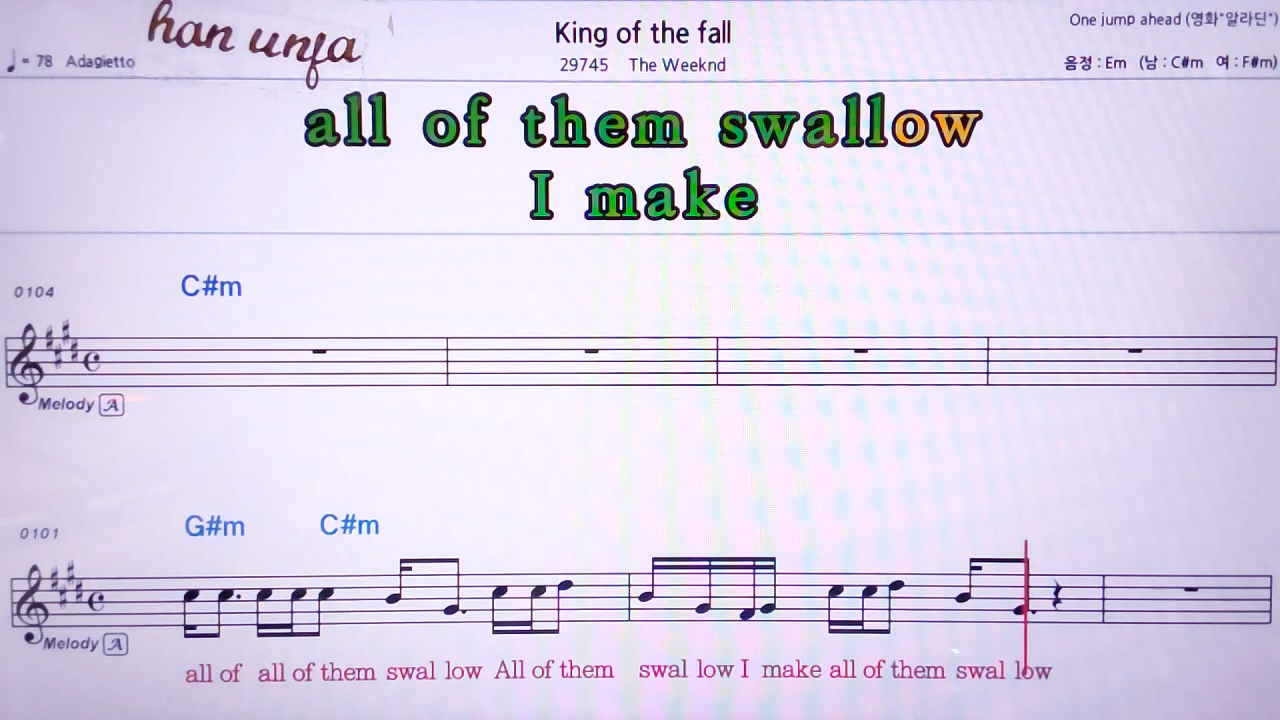 han unfa
King of the fall
One jump ahead (영화"알라딘")
♩= 78 Adagietto
29745 The Weeknd
음정 : Em (남 : C#m 여 : F#m)
all of them swallow
I make
0104
C#m
Melody A
0101
G#m C#m
Melody A
all of all of them swal low All of them swal low I make all of them swal low